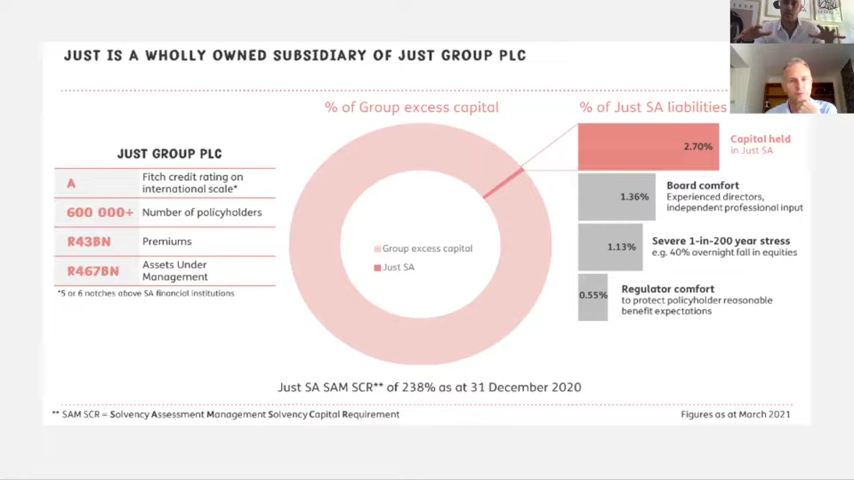 JUST IS A WHOLLY OWNED SUBSIDIARY OF JUST GROUP PLC
% of Group excess capital
% of Just SA liabilities
JUST GROUP PLC
A
Fitch credit rating on
international scale*
600 000+
Number of policyholders
R43BN
Premiums
R467BN
Assets Under
Management
*5 or 6 notches above SA financial institutions
Group excess capital
Just SA
2.70%
Capital held
in Just SA
1.36%
Board comfort
Experienced directors,
independent professional input
1.13%
Severe 1-in-200 year stress
e.g. 40% overnight fall in equities
0.55%
Regulator comfort
to protect policyholder reasonable
benefit expectations
Just SA SAM SCR** of 238% as at 31 December 2020
** SAM SCR = Solvency Assessment Management Solvency Capital Requirement
Figures as at March 2021